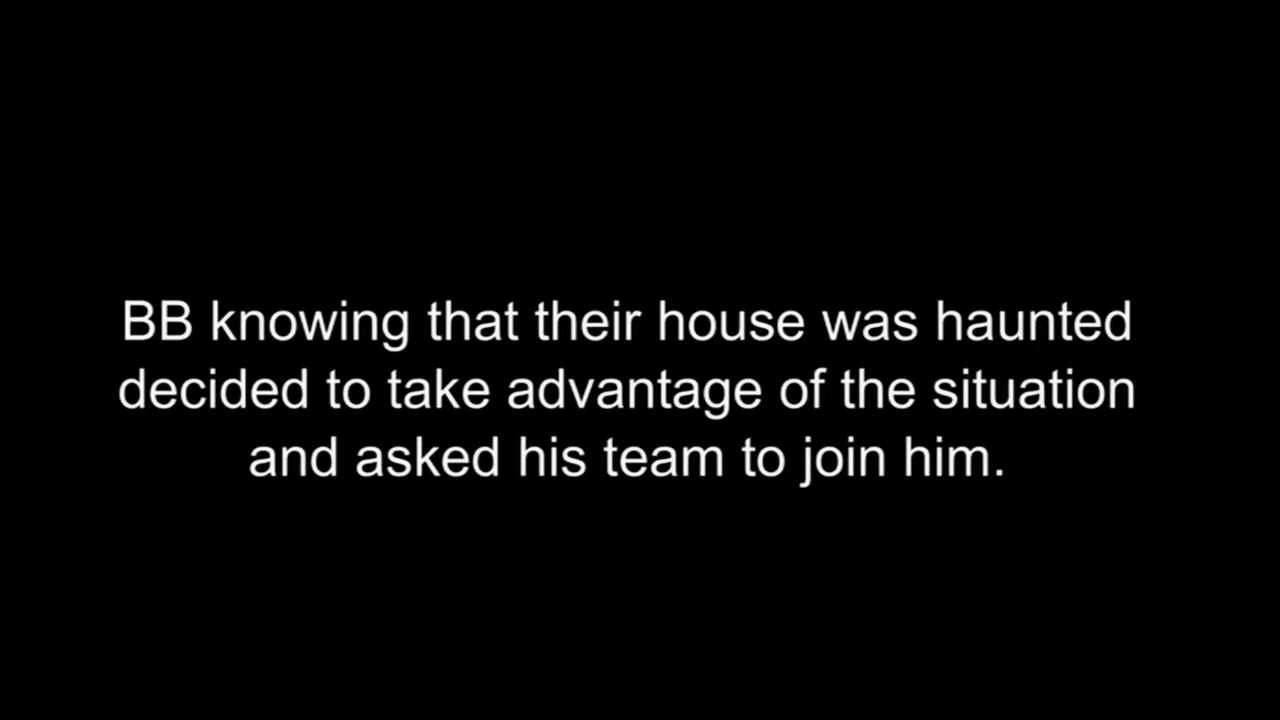 BB knowing that their house was haunted
decided to take advantage of the situation
and asked his team to join him.